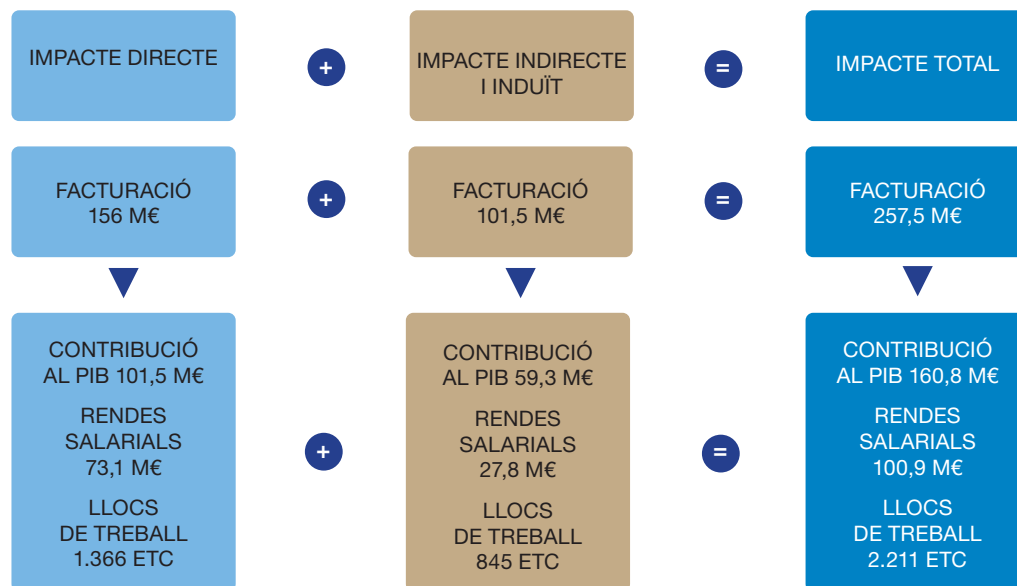 IMPACTE DIRECTE
+
IMPACTE INDIRECTE
I INDUÏT
=
IMPACTE TOTAL
FACTURACIÓ
156 M€
+
FACTURACIÓ
101,5 M€
=
FACTURACIÓ
257,5 M€
CONTRIBUCIÓ
AL PIB 101,5 M€
RENDES
SALARIALS
73,1 M€
LLOCS
DE TREBALL
1.366 ETC
+
CONTRIBUCIÓ
AL PIB 59,3 M€
RENDES
SALARIALS
27,8 M€
LLOCS
DE TREBALL
845 ETC
=
CONTRIBUCIÓ
AL PIB 160,8 M€
RENDES
SALARIALS
100,9 M€
LLOCS
DE TREBALL
2.211 ETC